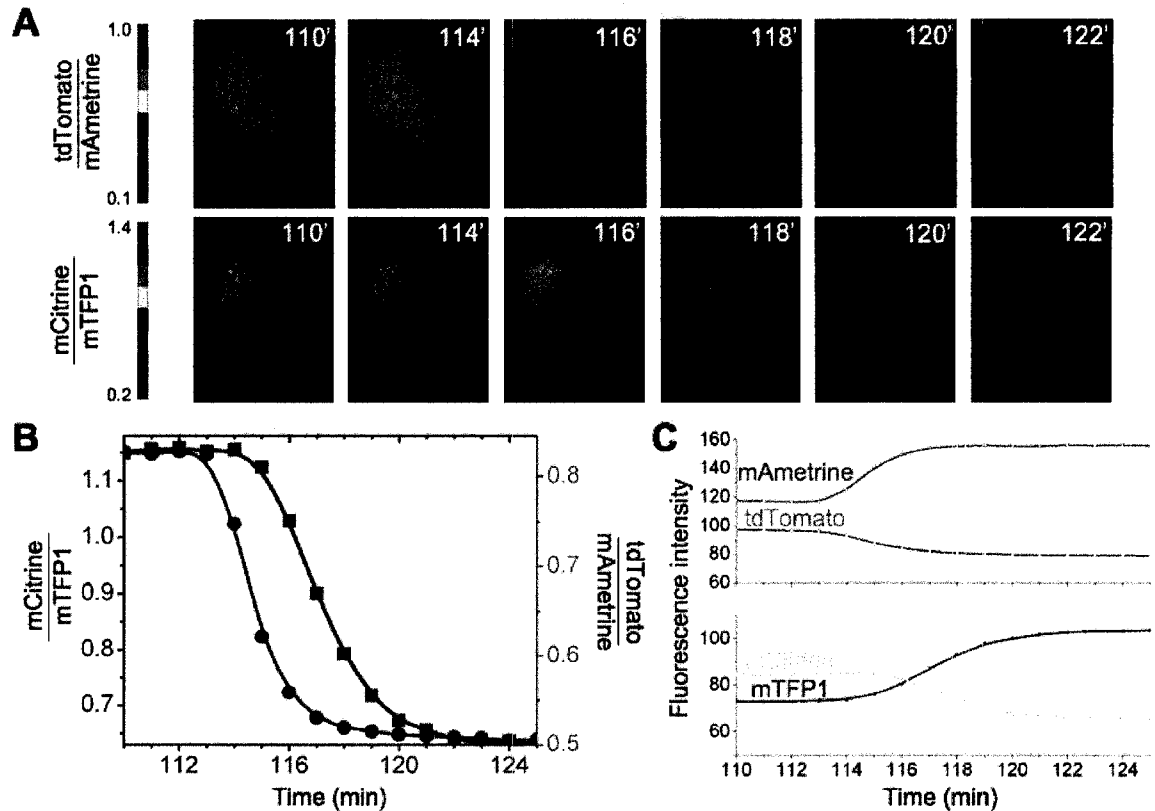 A
1.0
tdTomato
mAmetrine
0.1
110'
114'
116'
118'
120'
122'
1.4
mCitrine
mTFP1
0.2
110'
114'
116'
118'
120'
122'
B
mCitrine
mTFP1
1.1
1.0
0.9
0.8
0.7
0.8
0.7
0.6
0.5
tdTomato
mAmetrine
112
116
120
124
Time (min)
C
Fluorescence intensity
160
140
120
100
80
60
mAmetrine
tdTomato
100
80
60
mTFP1
110
112
114
116
118
120
122
124
Time (min)